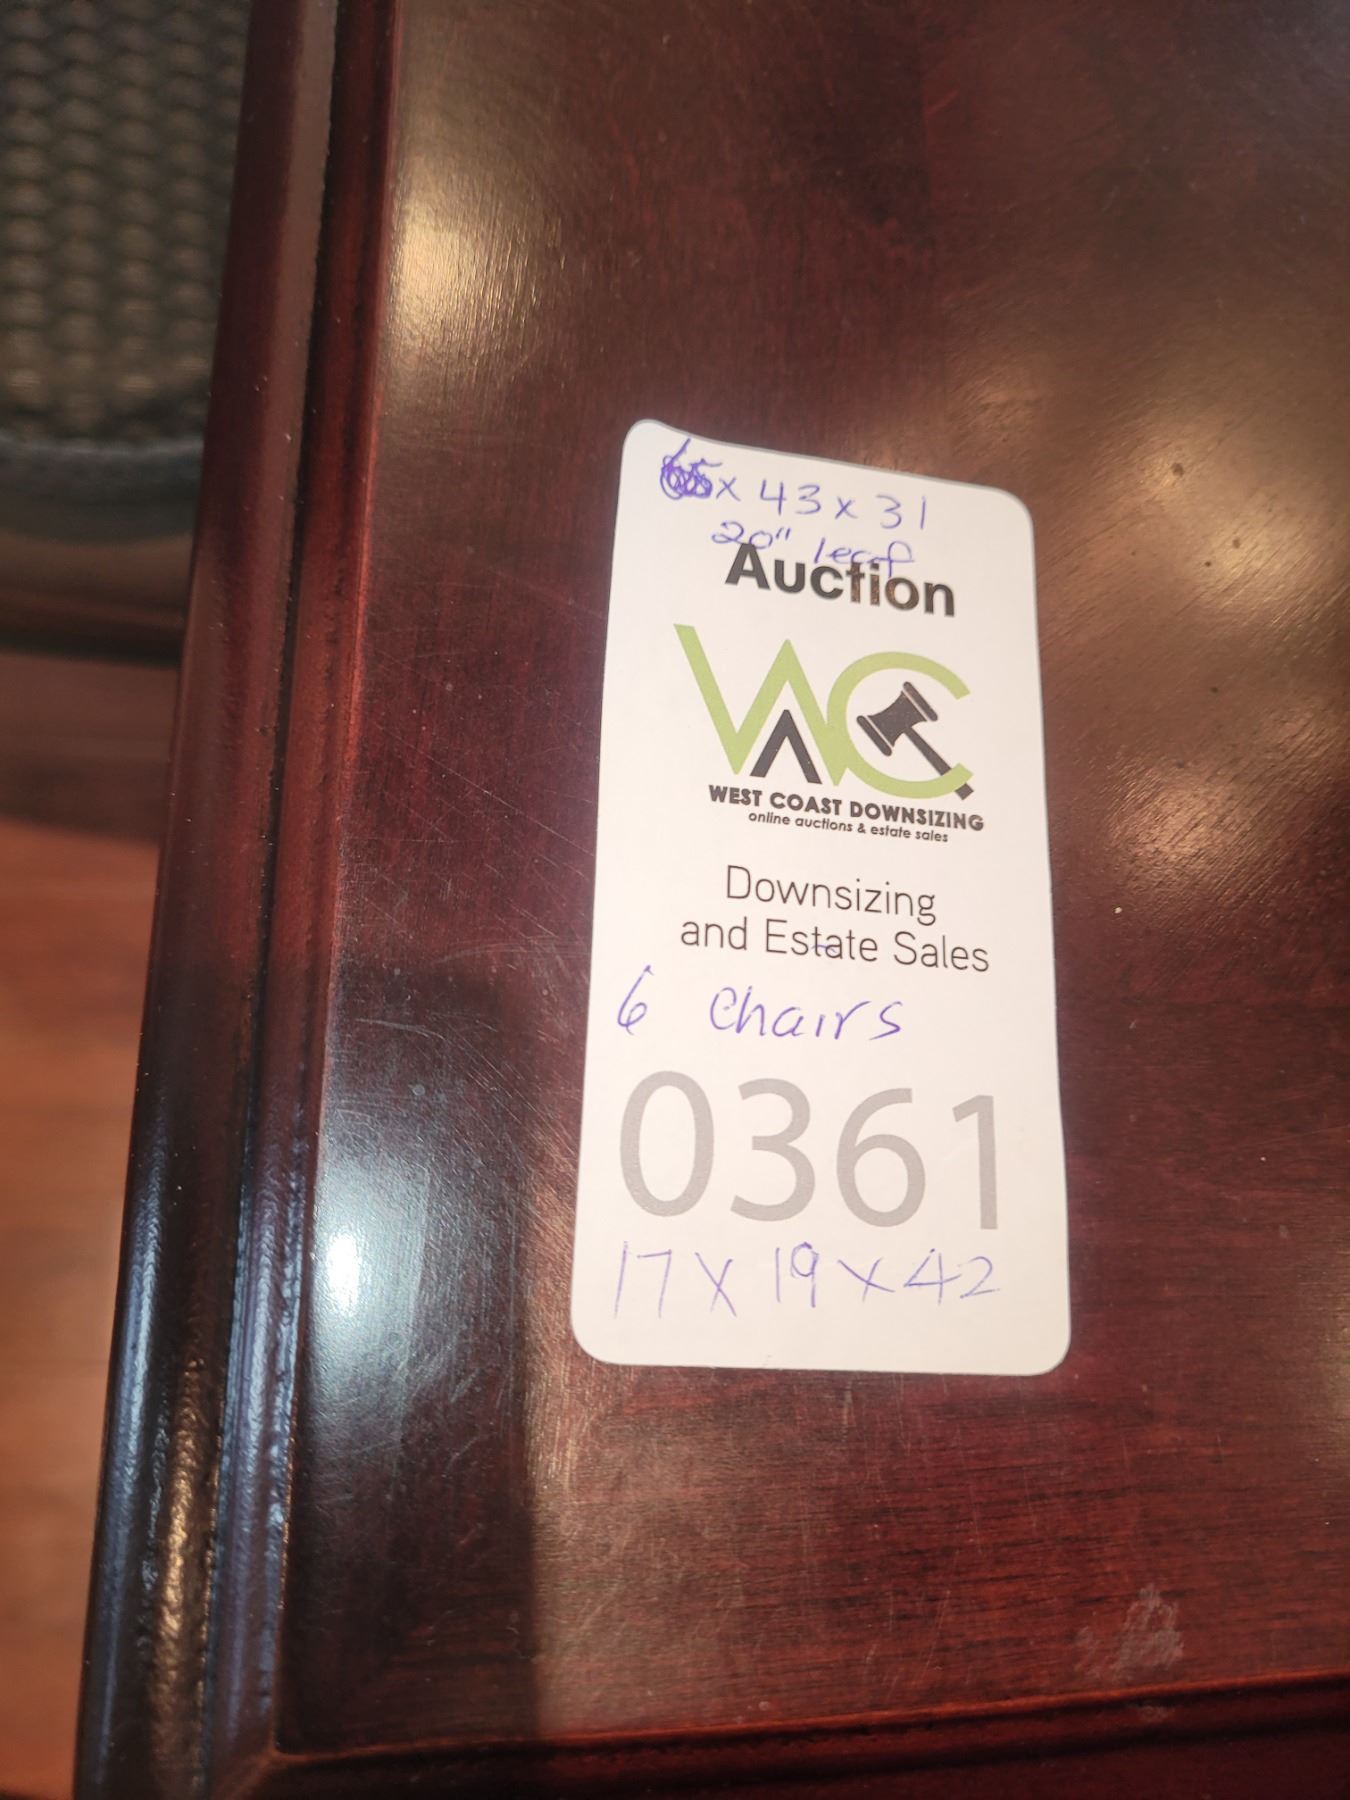 65 x 43 x 31
20" leaf
Auction
WC
WEST COAST DOWNSIZING
online auctions & estate sales
Downsizing
and Estate Sales
6 Chairs
0361
17 X 19 X 42